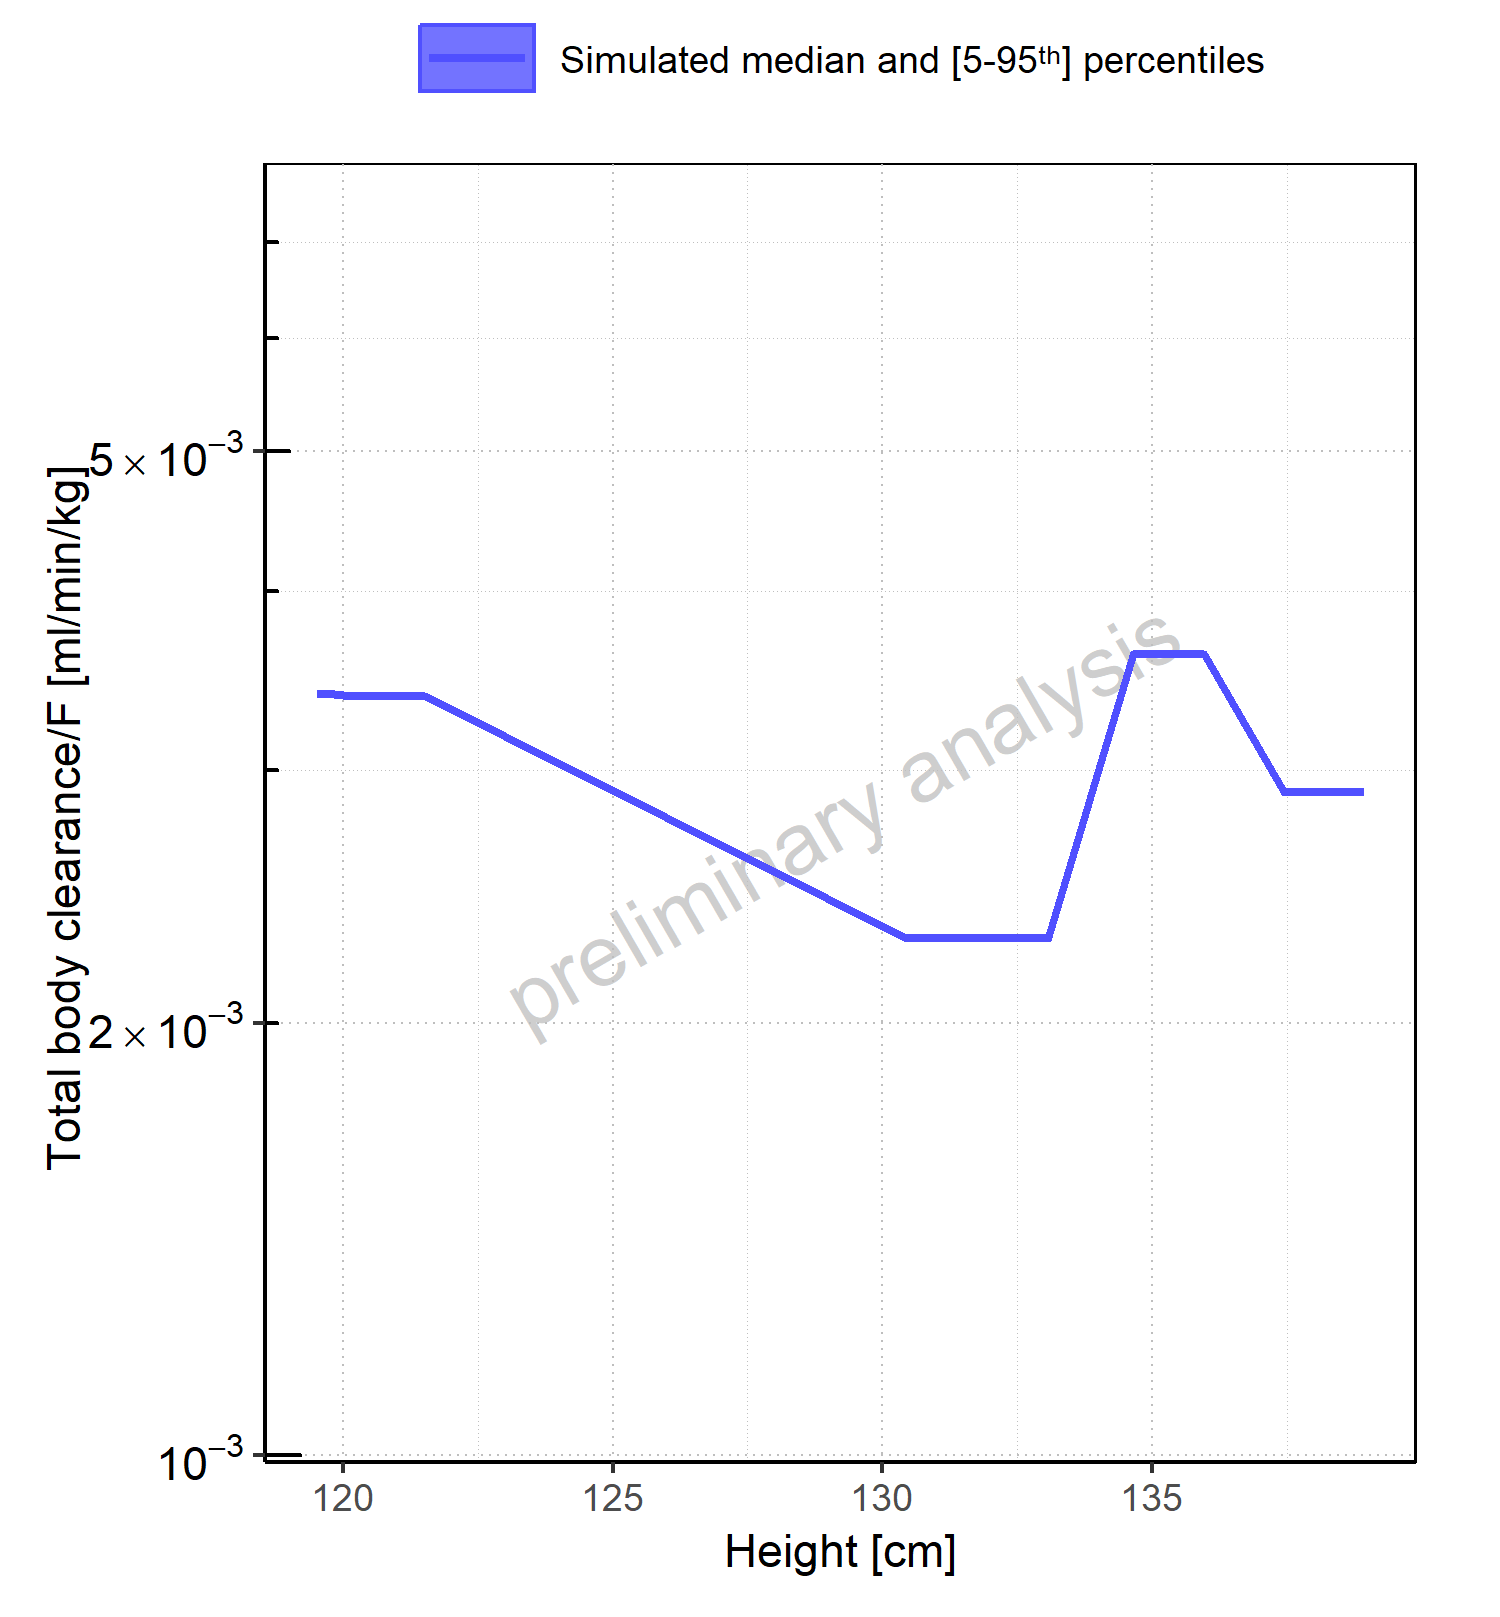 Simulated median and [5-95ᵗʰ] percentiles
Total body clearance/F [ml/min/kg]
5 × 10⁻³
2 × 10⁻³
10⁻³
preliminary analysis
120 125 130 135
Height [cm]